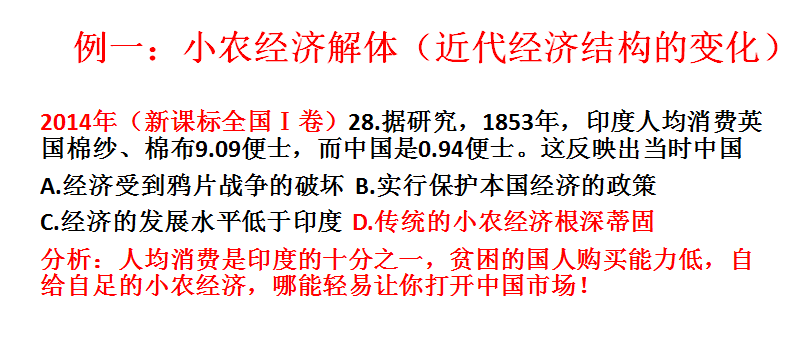 例一：小农经济解体（近代经济结构的变化）
2014年（新课标全国Ⅰ卷）28.据研究，1853年，印度人均消费英
国棉纱、棉布9.09便士，而中国是0.94便士。这反映出当时中国
A.经济受到鸦片战争的破坏 B.实行保护本国经济的政策
C.经济的发展水平低于印度 D.传统的小农经济根深蒂固
分析：人均消费是印度的十分之一，贫困的国人购买能力低，自
给自足的小农经济，哪能轻易让你打开中国市场！